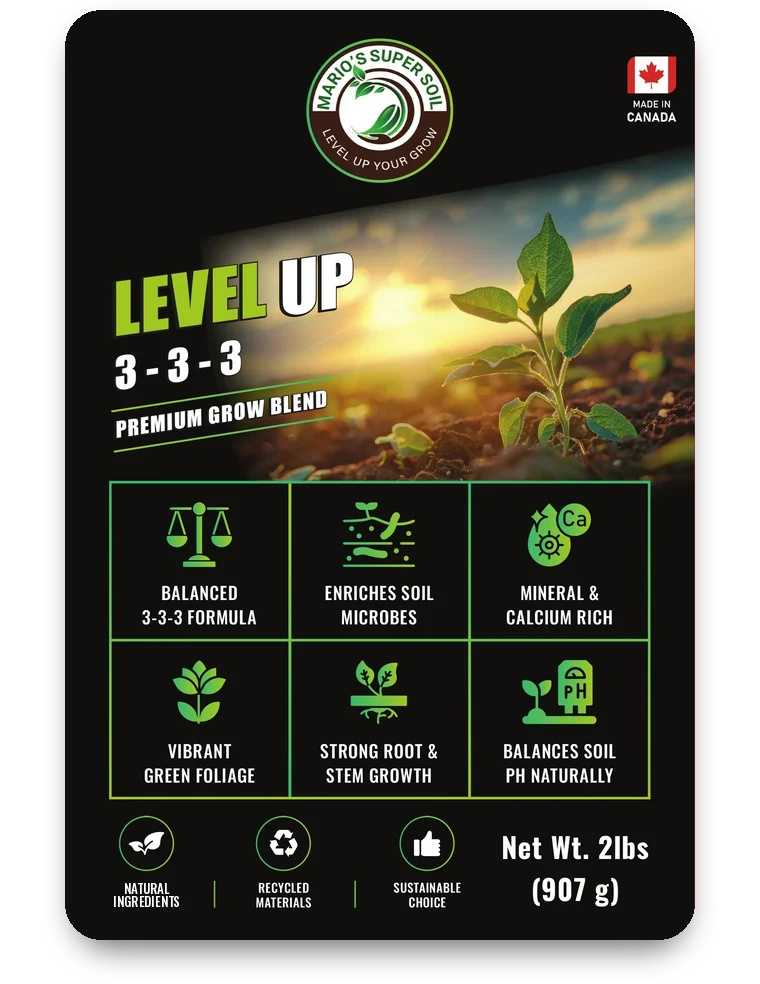 MARIO'S SUPER SOIL
LEVEL UP YOUR GROW
MADE IN
CANADA
LEVEL UP
3 - 3 - 3
PREMIUM GROW BLEND
BALANCED
3-3-3 FORMULA
ENRICHES SOIL
MICROBES
Ca
MINERAL &
CALCIUM RICH
VIBRANT
GREEN FOLIAGE
STRONG ROOT &
STEM GROWTH
PH
BALANCES SOIL
PH NATURALLY
NATURAL
INGREDIENTS
RECYCLED
MATERIALS
SUSTAINABLE
CHOICE
Net Wt. 2lbs
(907 g)